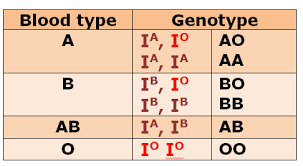 Blood type Genotype
A Iᴬ, Iᴼ AO
Iᴬ, Iᴬ AA
B Iᴮ, Iᴼ BO
Iᴮ, Iᴮ BB
AB Iᴬ, Iᴮ AB
O Iᴼ Iᴼ OO